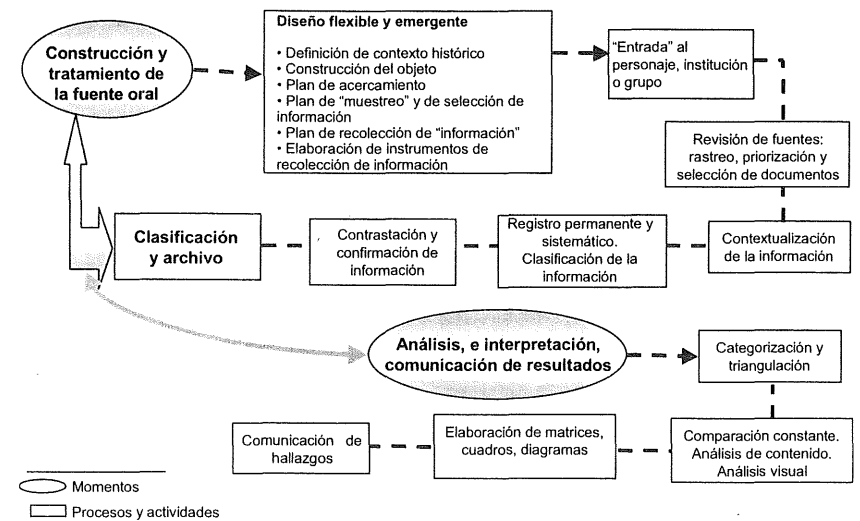 Construcción y
tratamiento de
la fuente oral
Diseño flexible y emergente
• Definición de contexto histórico
• Construcción del objeto
• Plan de acercamiento
• Plan de “muestreo” y de selección de
información
• Plan de recolección de “información”
• Elaboración de instrumentos de
recolección de información
“Entrada” al
personaje, institución
o grupo
Revisión de fuentes:
rastreo, priorización y
selección de documentos
Contextualización
de la información
Registro permanente y
sistemático.
Clasificación de la
información
Contrastación y
confirmación de
información
Clasificación
y archivo
Análisis, e interpretación,
comunicación de resultados
Categorización y
triangulación
Comparación constante.
Análisis de contenido.
Análisis visual
Elaboración de matrices,
cuadros, diagramas
Comunicación de
hallazgos
Momentos
Procesos y actividades